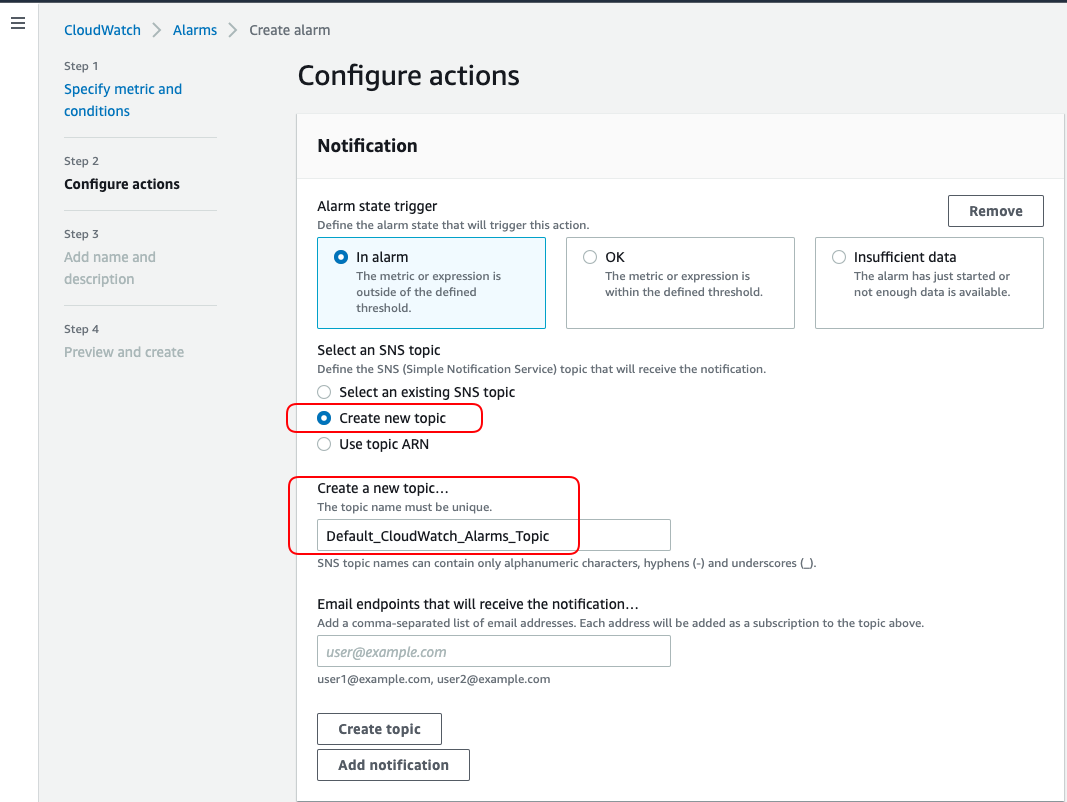 CloudWatch > Alarms > Create alarm
Step 1
Specify metric and
conditions
Step 2
Configure actions
Step 3
Add name and
description
Step 4
Preview and create
Configure actions
Notification
Alarm state trigger
Define the alarm state that will trigger this action.
Remove
In alarm
The metric or expression is
outside of the defined
threshold.
OK
The metric or expression is
within the defined threshold.
Insufficient data
The alarm has just started or
not enough data is available.
Select an SNS topic
Define the SNS (Simple Notification Service) topic that will receive the notification.
Select an existing SNS topic
Create new topic
Use topic ARN
Create a new topic…
The topic name must be unique.
Default_CloudWatch_Alarms_Topic
SNS topic names can contain only alphanumeric characters, hyphens (-) and underscores (_).
Email endpoints that will receive the notification…
Add a comma-separated list of email addresses. Each address will be added as a subscription to the topic above.
user@example.com
user1@example.com, user2@example.com
Create topic
Add notification